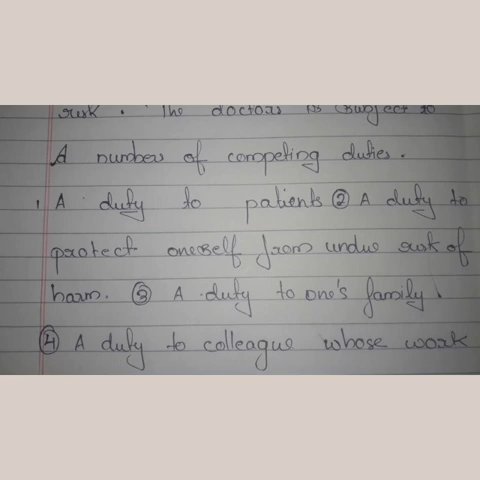 risk. The doctors is subject to
A number of competing duties.
1 A duty to patients ② A duty to
protect oneself from undue risk of
harm. ③ A duty to one's family.
④ A duty to colleague whose work